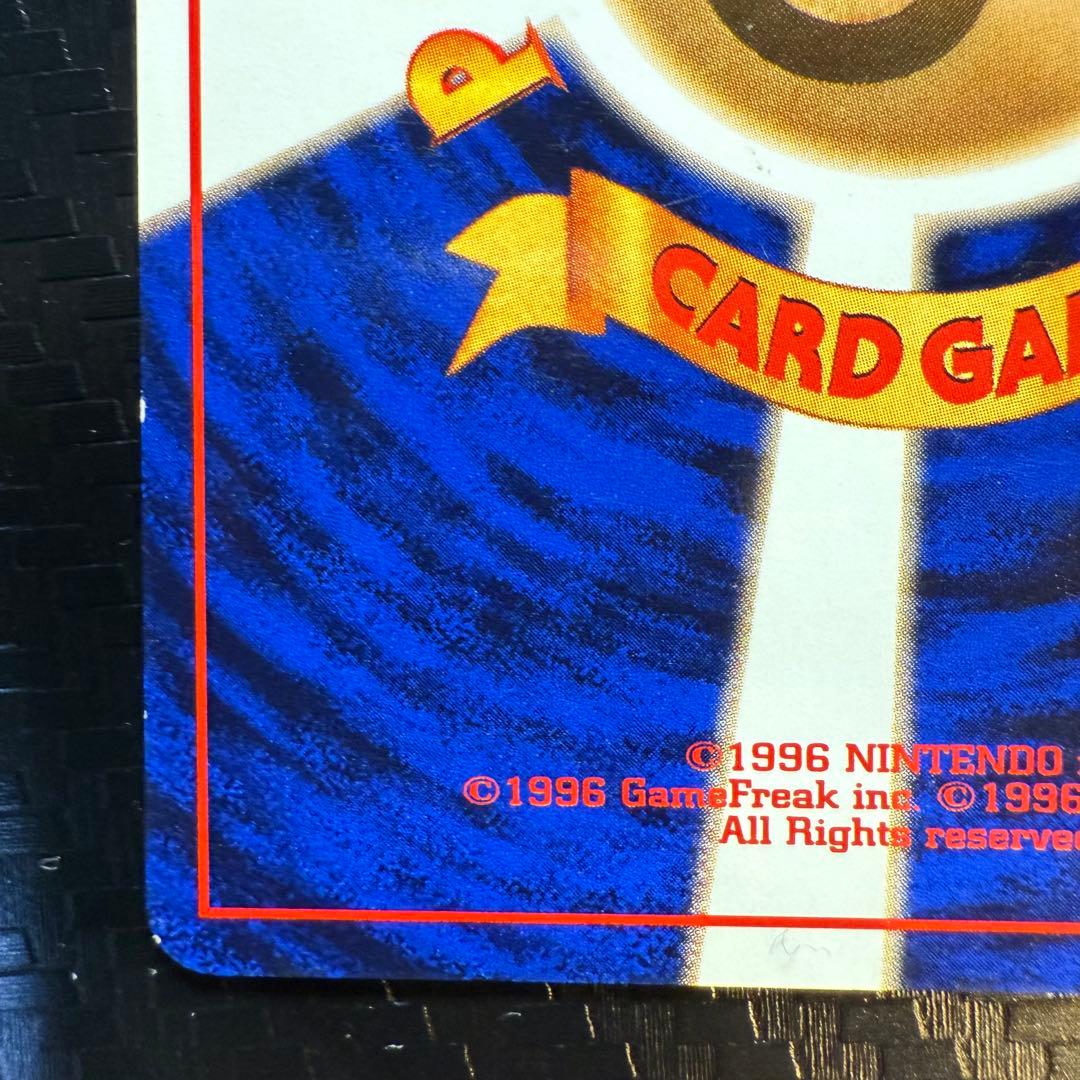 P
CARD GA
©1996 NINTENDO
©1996 GameFreak inc. ©1996
All Rights reserved